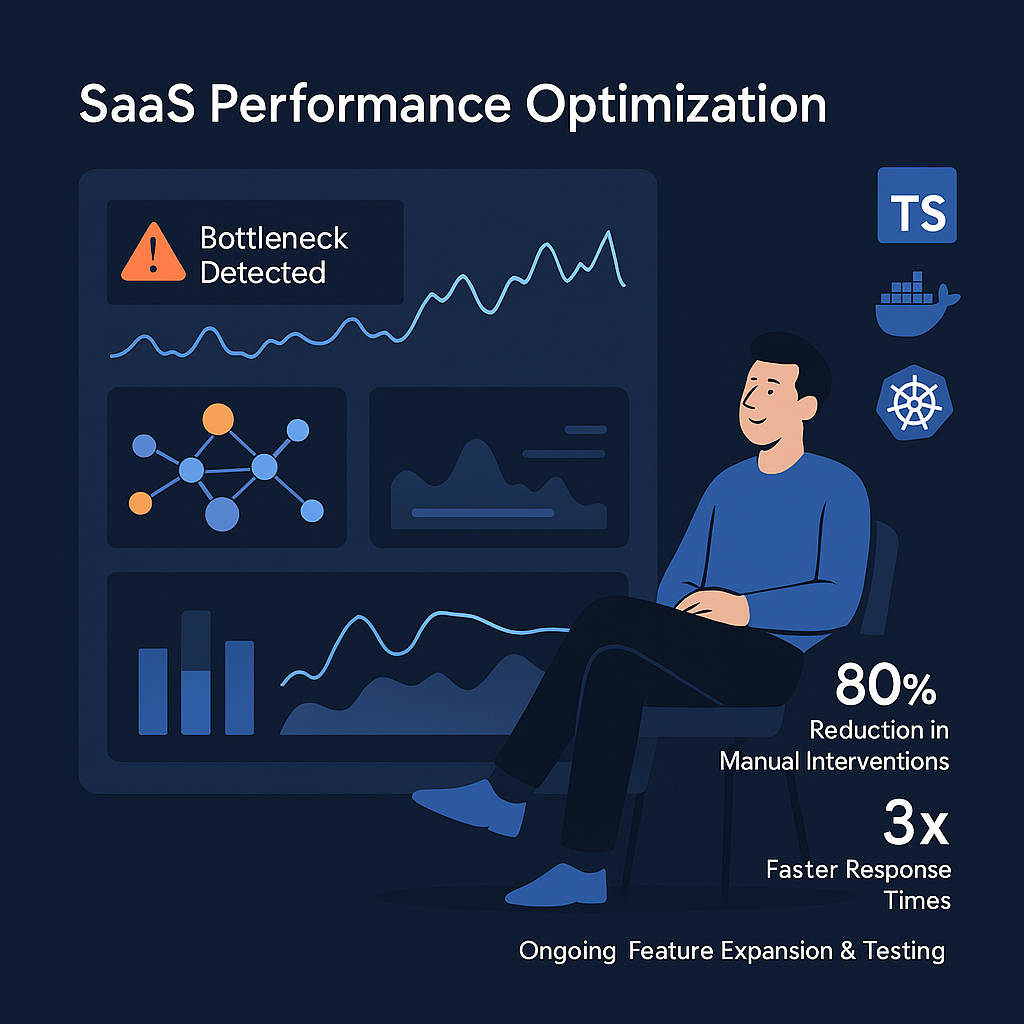 SaaS Performance Optimization
Bottleneck
Detected
TS
80%
Reduction in
Manual Interventions
3x
Faster Response
Times
Ongoing Feature Expansion & Testing